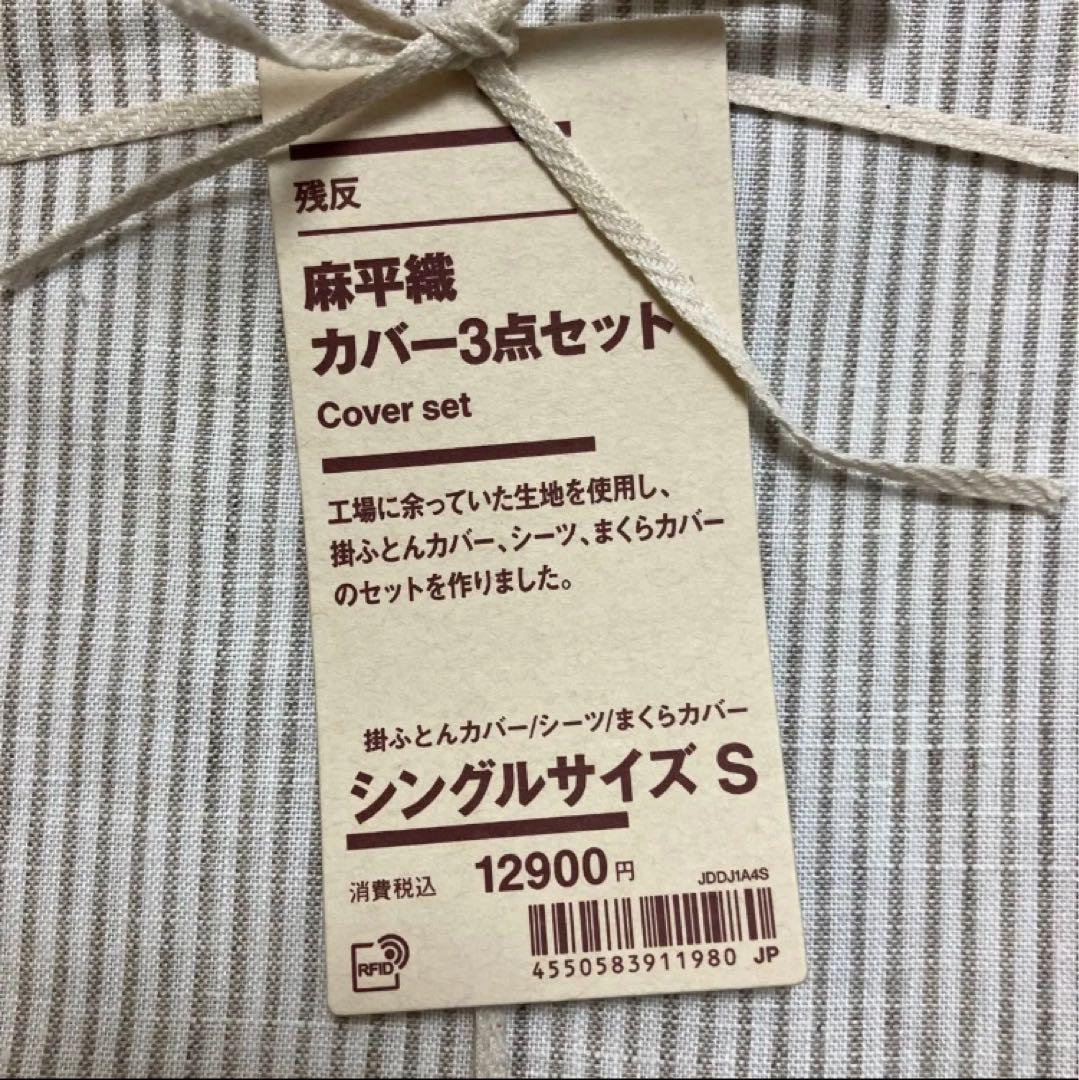 残反
麻平織
カバー3点セット
Cover set
工場に余っていた生地を使用し、
掛ふとんカバー、シーツ、まくらカバー
のセットを作りました。
掛ふとんカバー/シーツ/まくらカバー
シングルサイズ S
消費税込 12900円
JDDJ1A4S
RFID
4550583911980 JP